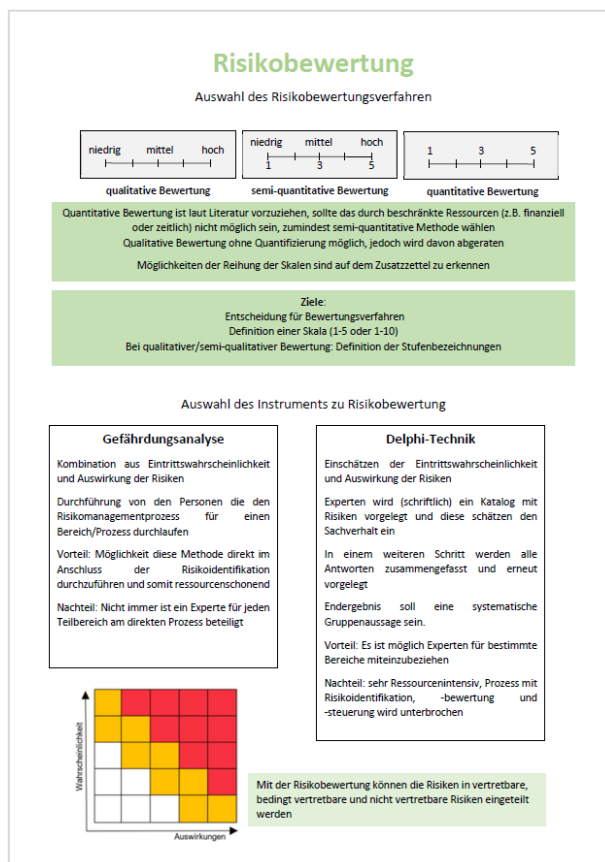 Risikobewertung
Auswahl des Risikobewertungsverfahren
niedrig mittel hoch
qualitative Bewertung
niedrig mittel hoch
1 3 5
semi-quantitative Bewertung
1 3 5
quantitative Bewertung
Quantitative Bewertung ist laut Literatur vorzuziehen, sollte das durch beschränkte Ressourcen (z.B. finanziell
oder zeitlich) nicht möglich sein, zumindest semi-quantitative Methode wählen
Qualitative Bewertung ohne Quantifizierung möglich, jedoch wird davon abgeraten
Möglichkeiten der Reihung der Skalen sind auf dem Zusatzzettel zu erkennen
Ziele:
Entscheidung für Bewertungsverfahren
Definition einer Skala (1-5 oder 1-10)
Bei qualitativer/semi-qualitativer Bewertung: Definition der Stufenbezeichnungen
Auswahl des Instruments zu Risikobewertung
Gefährdungsanalyse
Kombination aus Eintrittswahrscheinlichkeit
und Auswirkung der Risiken
Durchführung von den Personen die den
Risikomanagementprozess für einen
Bereich/Prozess durchlaufen
Vorteil: Möglichkeit diese Methode direkt im
Anschluss der Risikoidentifikation
durchzuführen und somit ressourcenschonend
Nachteil: Nicht immer ist ein Experte für jeden
Teilbereich am direkten Prozess beteiligt
Delphi-Technik
Einschätzen der Eintrittswahrscheinlichkeit
und Auswirkung der Risiken
Experten wird (schriftlich) ein Katalog mit
Risiken vorgelegt und diese schätzen den
Sachverhalt ein
In einem weiteren Schritt werden alle
Antworten zusammengefasst und erneut
vorgelegt
Endergebnis soll eine systematische
Gruppenaussage sein.
Vorteil: Es ist möglich Experten für bestimmte
Bereiche miteinzubeziehen
Nachteil: sehr Ressourcenintensiv, Prozess mit
Risikoidentifikation, -bewertung und
-steuerung wird unterbrochen
Wahrscheinlichkeit
Auswirkungen
Mit der Risikobewertung können die Risiken in vertretbare,
bedingt vertretbare und nicht vertretbare Risiken eingeteilt
werden